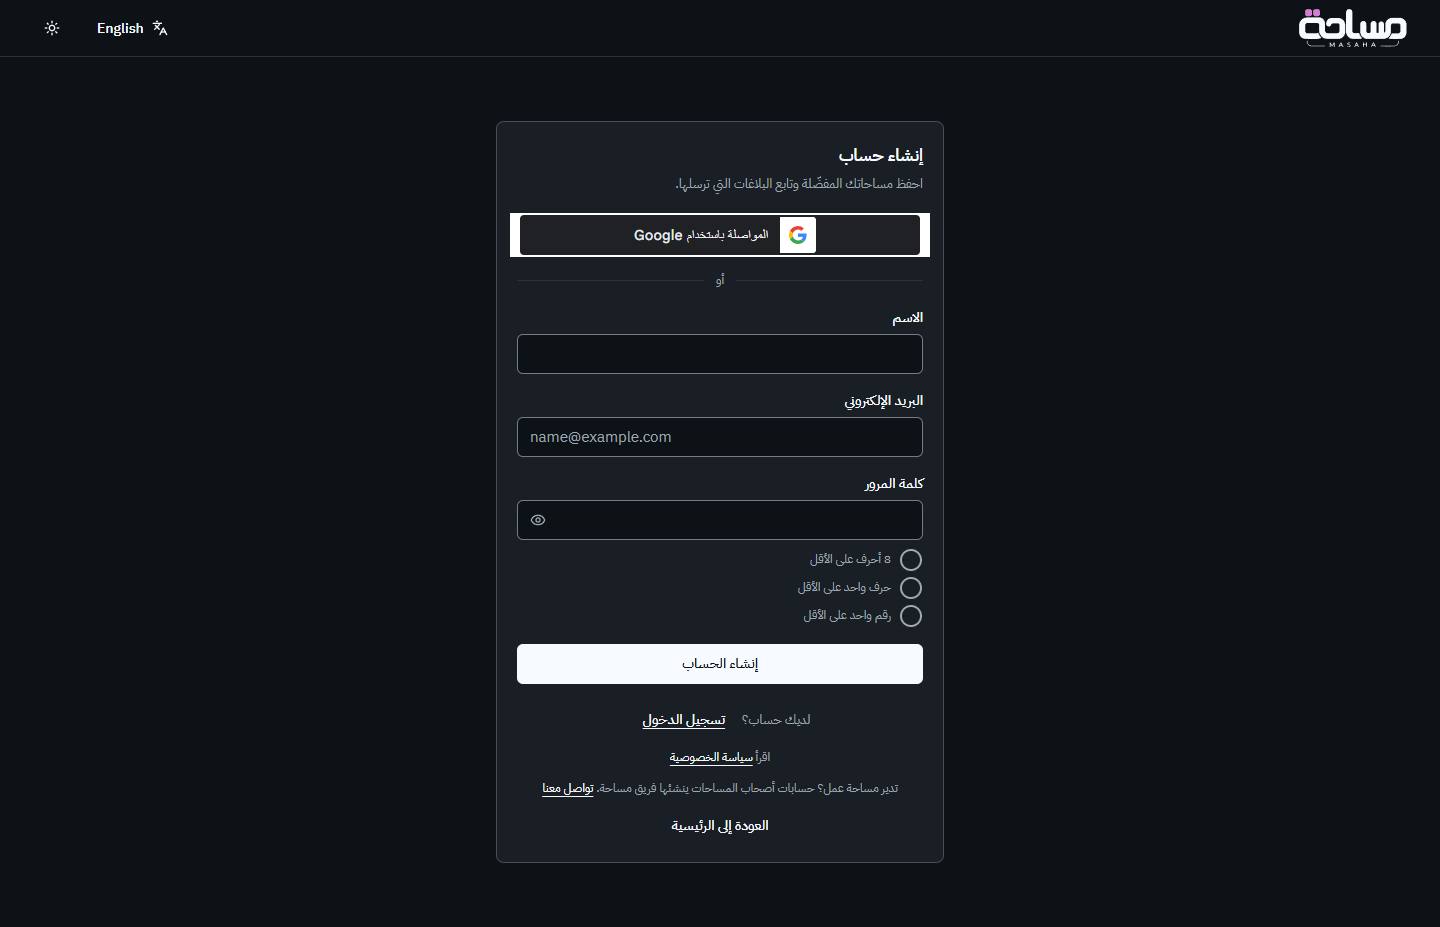 مساحة
MASAHA
English
إنشاء حساب
احفظ مساحاتك المفضّلة وتابع البلاغات التي ترسلها.
المواصلة باستخدام Google
أو
الاسم
البريد الإلكتروني
name@example.com
كلمة المرور
8 أحرف على الأقل
حرف واحد على الأقل
رقم واحد على الأقل
إنشاء الحساب
لديك حساب؟ تسجيل الدخول
اقرأ سياسة الخصوصية
تدير مساحة عمل؟ حسابات أصحاب المساحات ينشئها فريق مساحة. تواصل معنا
العودة إلى الرئيسية